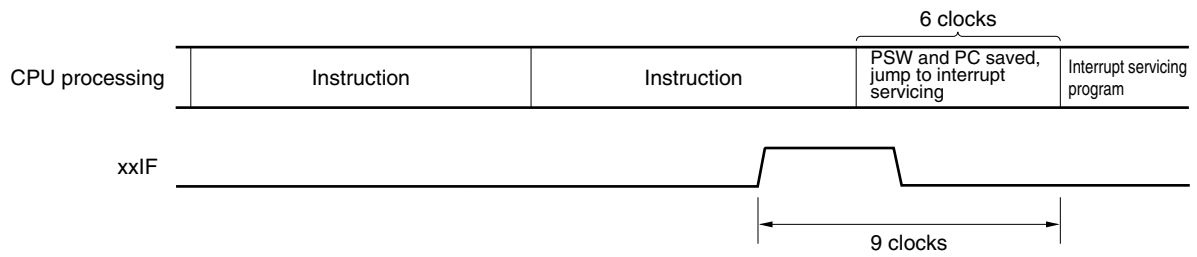 6 clocks
CPU processing
Instruction
Instruction
PSW and PC saved,
jump to interrupt
servicing
Interrupt servicing
program
xxIF
9 clocks